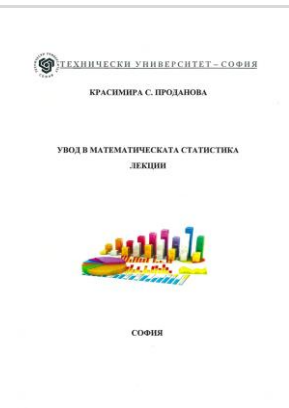 ТЕХНИЧЕСКИ УНИВЕРСИТЕТ – СОФИЯ
КРАСИМИРА С. ПРОДАНОВА
УВОД В МАТЕМАТИЧЕСКАТА СТАТИСТИКА
ЛЕКЦИИ
СОФИЯ